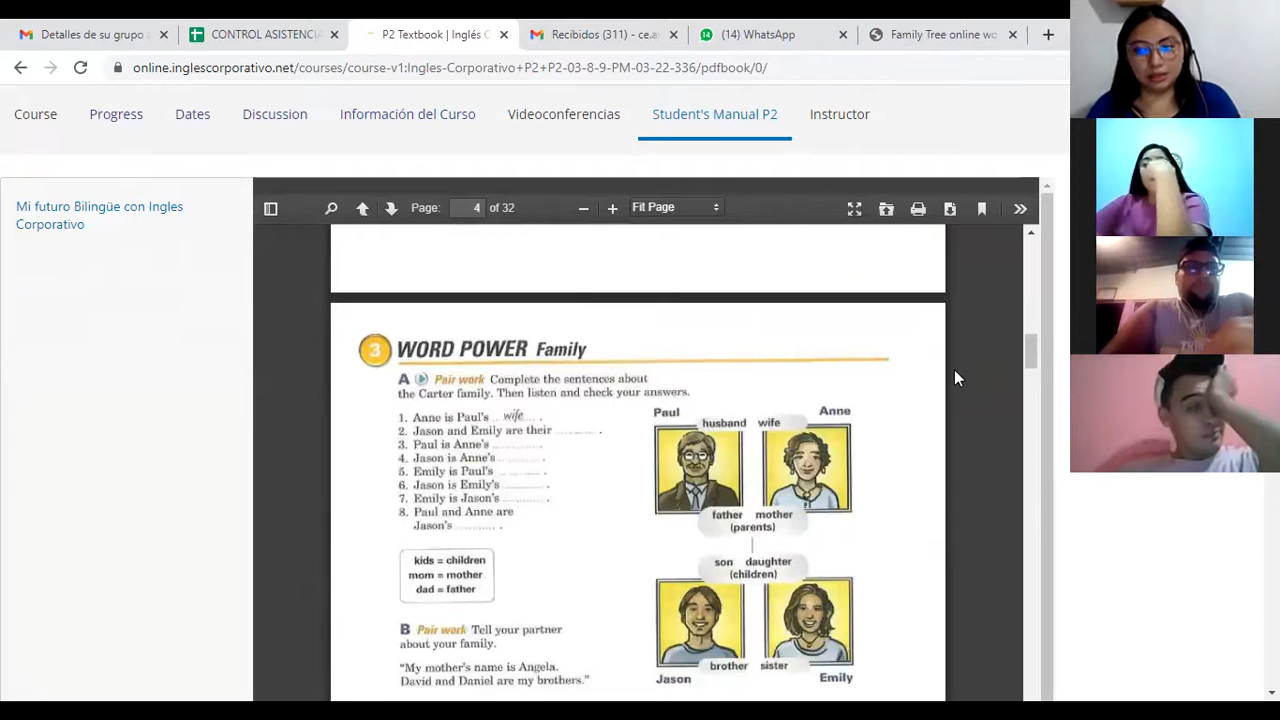 Detalles de su grupo
CONTROL ASISTENCIA
P2 Textbook | Inglés C
Recibidos (311) - ce.an
(14) WhatsApp
Family Tree online wo
online.inglescorporativo.net/courses/course-v1:Ingles-Corporativo+P2+P2-03-8-9-PM-03-22-336/pdfbook/0/
Course
Progress
Dates
Discussion
Información del Curso
Videoconferencias
Student's Manual P2
Instructor
Mi futuro Bilingüe con Ingles
Corporativo
Page: 4 of 32
Fit Page
3 WORD POWER Family
A Pair work Complete the sentences about
the Carter family. Then listen and check your answers.
1. Anne is Paul's wife .
2. Jason and Emily are their .
3. Paul is Anne's .
4. Jason is Anne's .
5. Emily is Paul's .
6. Jason is Emily's .
7. Emily is Jason's .
8. Paul and Anne are
Jason's .
kids = children
mom = mother
dad = father
B Pair work Tell your partner
about your family.
"My mother's name is Angela.
David and Daniel are my brothers."
Paul
Anne
husband wife
father mother
(parents)
son daughter
(children)
brother sister
Jason
Emily